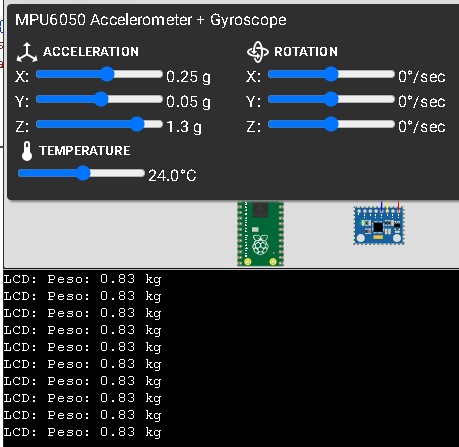 MPU6050 Accelerometer + Gyroscope
ACCELERATION
X: 0.25 g
Y: 0.05 g
Z: 1.3 g
ROTATION
X: 0°/sec
Y: 0°/sec
Z: 0°/sec
TEMPERATURE
24.0°C
LCD: Peso: 0.83 kg
LCD: Peso: 0.83 kg
LCD: Peso: 0.83 kg
LCD: Peso: 0.83 kg
LCD: Peso: 0.83 kg
LCD: Peso: 0.83 kg
LCD: Peso: 0.83 kg
LCD: Peso: 0.83 kg
LCD: Peso: 0.83 kg
LCD: Peso: 0.83 kg